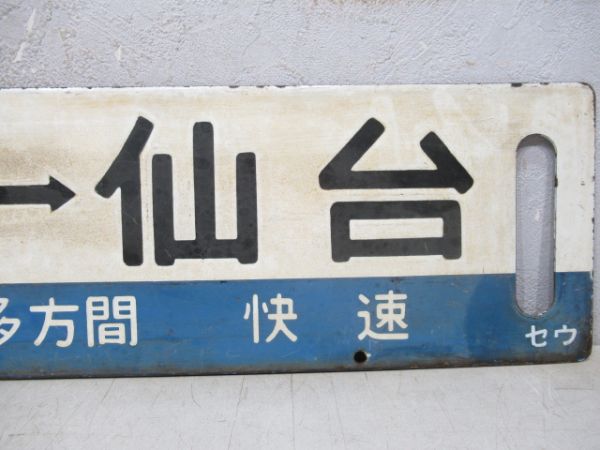 →仙台
多方間 快速
セウ